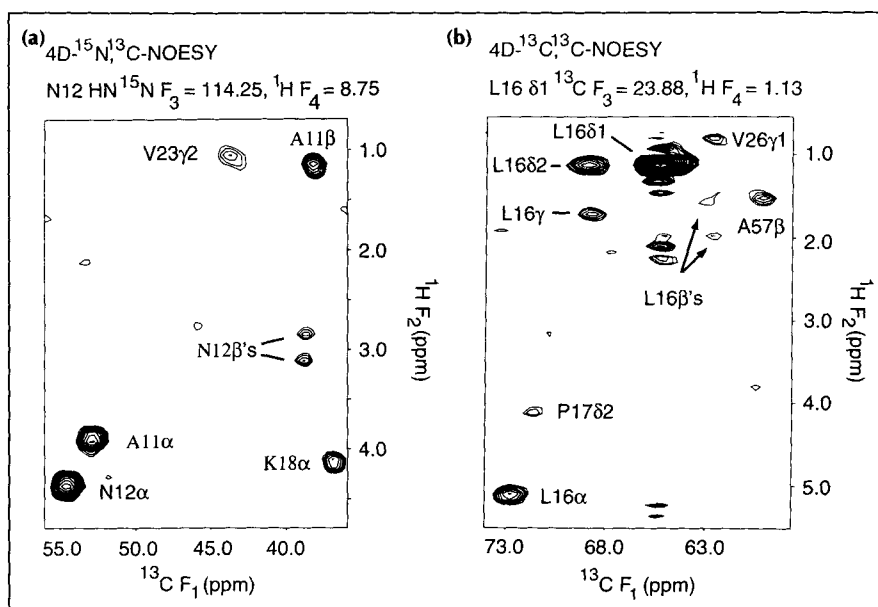 (a) 4D-¹⁵N,¹³C-NOESY
N12 HN ¹⁵N F₃ = 114.25, ¹H F₄ = 8.75
V23γ2
A11β
N12β's
A11α
K18α
N12α
1.0
2.0
3.0
4.0
¹H F₂ (ppm)
55.0 50.0 45.0 40.0
¹³C F₁ (ppm)
(b) 4D-¹³C,¹³C-NOESY
L16 δ1 ¹³C F₃ = 23.88, ¹H F₄ = 1.13
L16δ1
V26γ1
L16δ2
L16γ
A57β
L16β's
P17δ2
L16α
1.0
2.0
3.0
4.0
5.0
¹H F₂ (ppm)
73.0 68.0 63.0
¹³C F₁ (ppm)